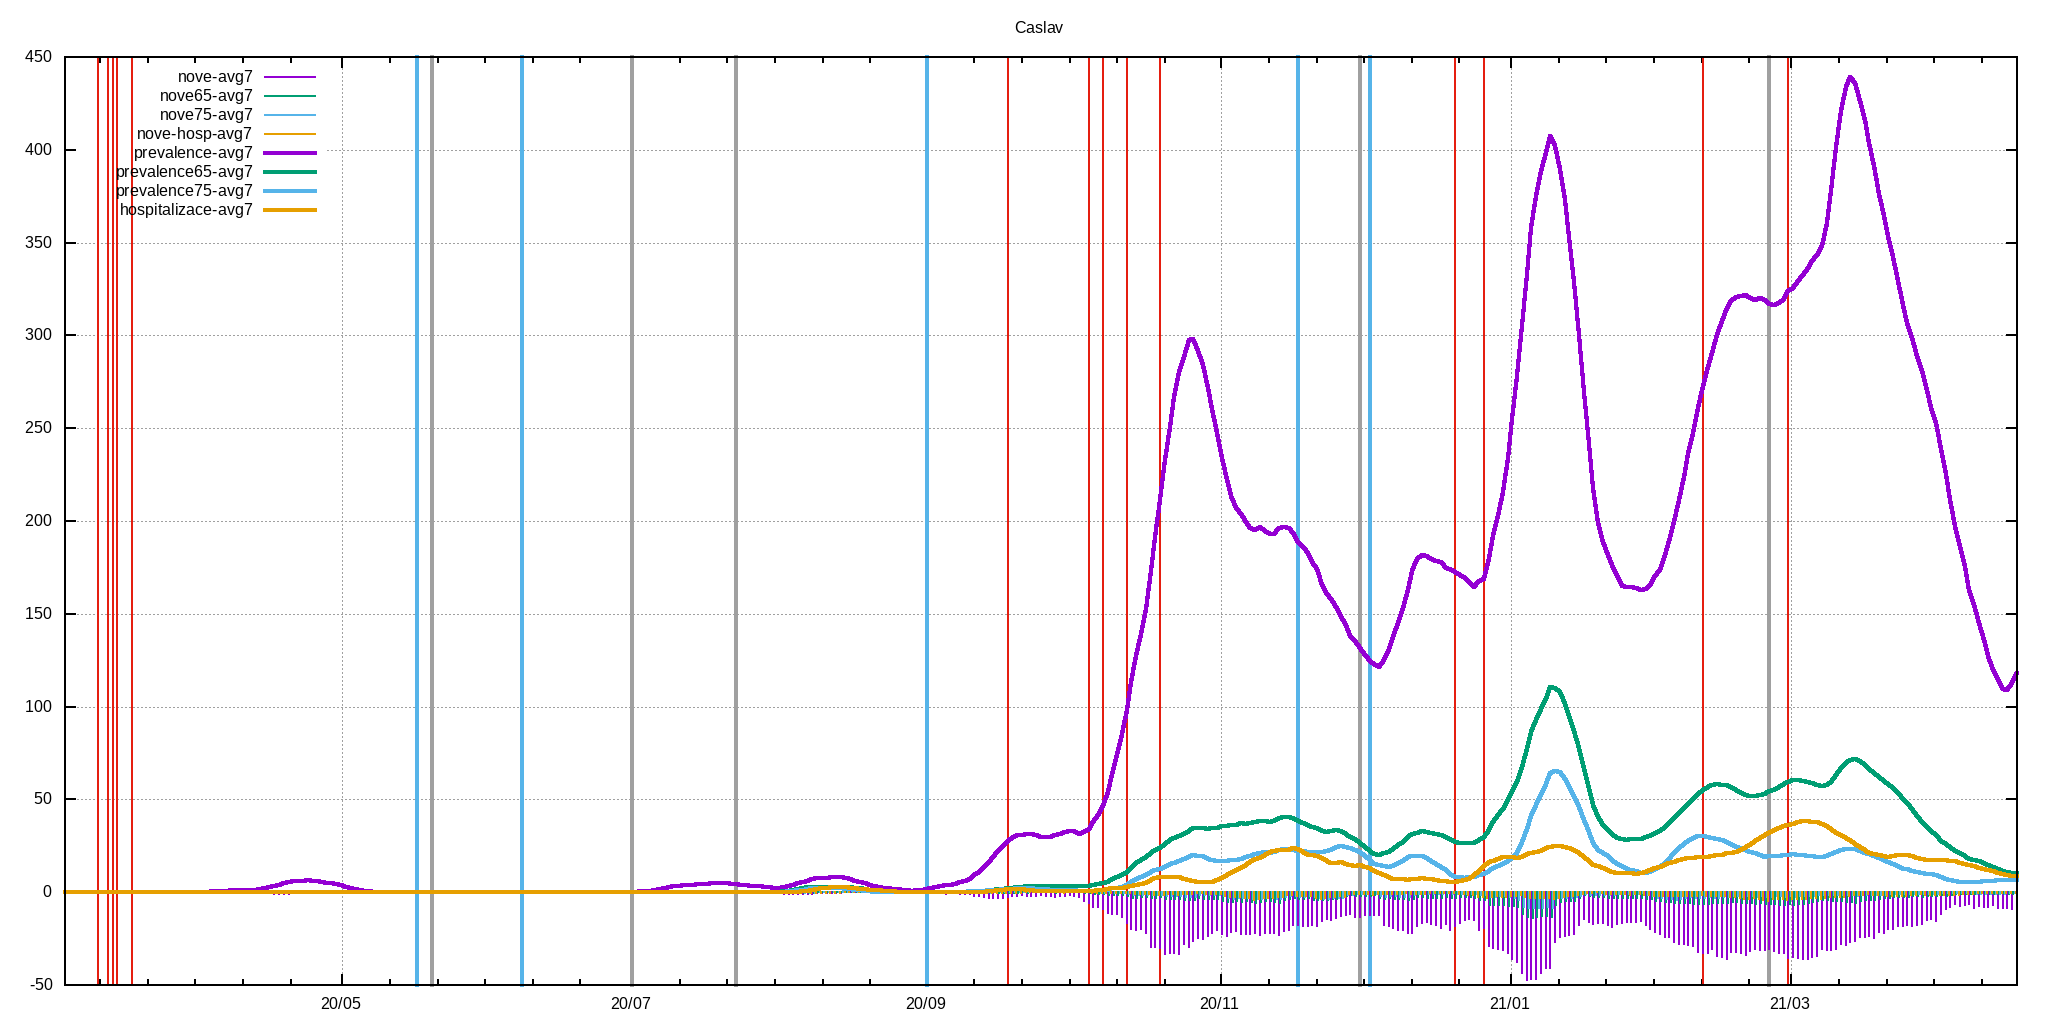 Caslav
450
400
350
300
250
200
150
100
50
0
-50
nove-avg7
nove65-avg7
nove75-avg7
nove-hosp-avg7
prevalence-avg7
prevalence65-avg7
prevalence75-avg7
hospitalizace-avg7
20/05 20/07 20/09 20/11 21/01 21/03